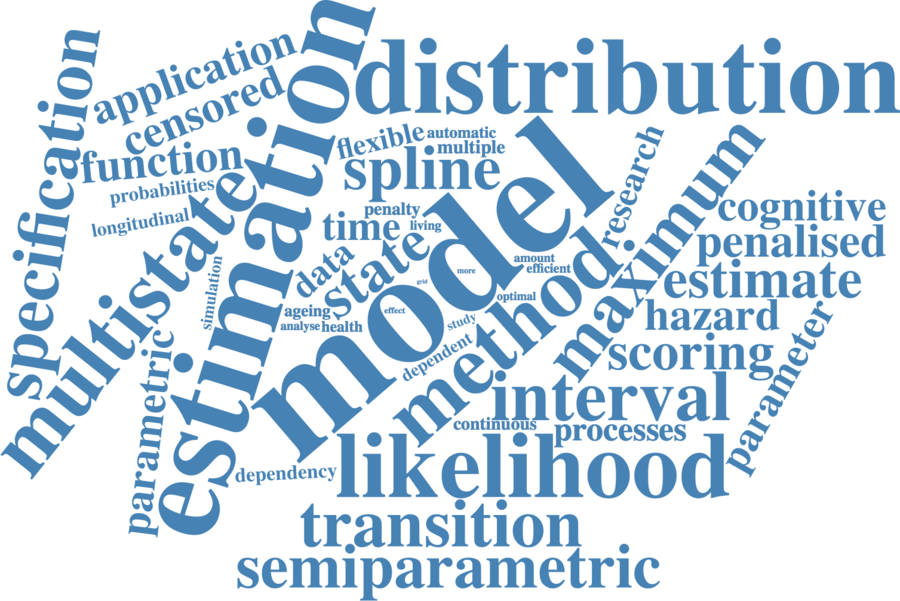 distribution
estimation
application
censored
specification
function
flexible
automatic
multiple
spline
probabilities
longitudinal
multistate
penalty
living
time
model
research
maximum
cognitive
penalised
estimate
hazard
scoring
parameter
data
state
simulation
ageing
analyse
health
effect
grid
more
amount
efficient
optimal
study
dependent
method
interval
continuous
processes
parametric
dependency
likelihood
transition
semiparametric